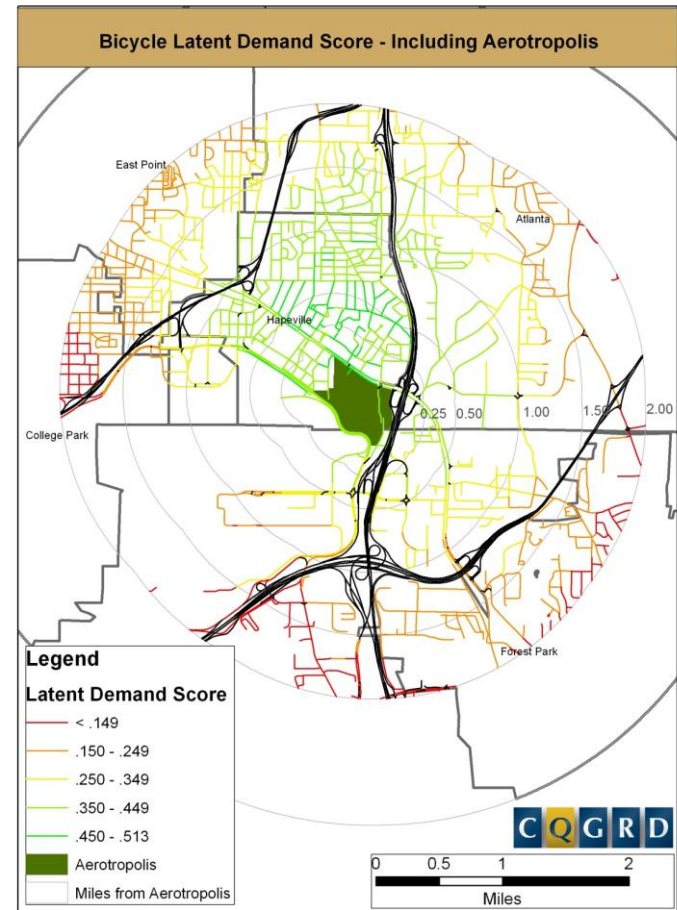 Bicycle Latent Demand Score - Including Aerotropolis
East Point
Atlanta
Hapeville
0.25 0.50 1.00 1.50 2.00
College Park
Forest Park
Legend
Latent Demand Score
< .149
.150 - .249
.250 - .349
.350 - .449
.450 - .513
Aerotropolis
Miles from Aerotropolis
C Q G R D
0 0.5 1 2
Miles